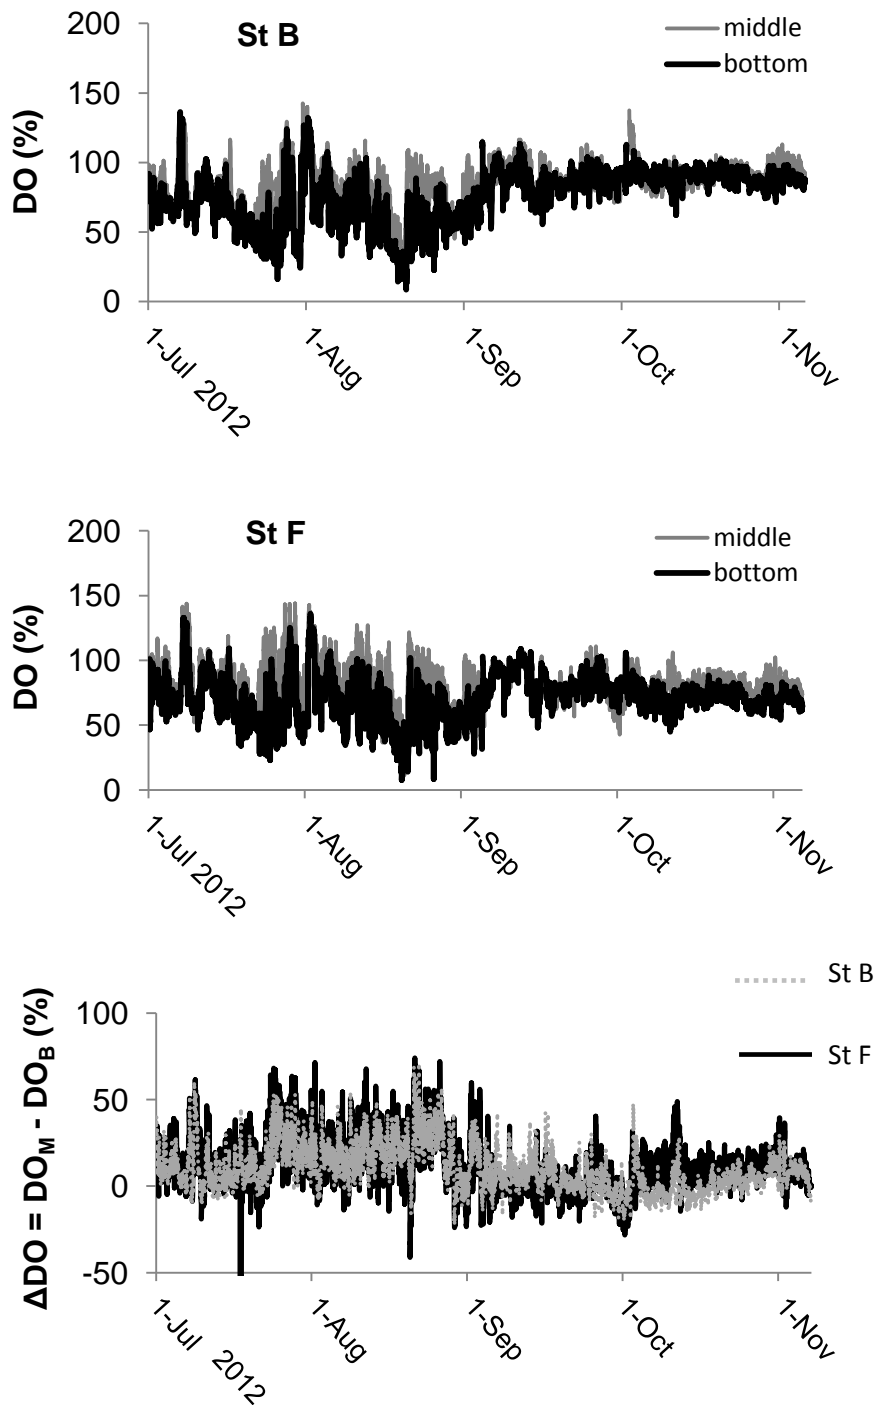 St B
middle
bottom
200
150
100
50
0
DO (%)
1-Jul 2012
1-Aug
1-Sep
1-Oct
1-Nov
St F
middle
bottom
200
150
100
50
0
DO (%)
1-Jul 2012
1-Aug
1-Sep
1-Oct
1-Nov
St B
St F
100
50
0
-50
ΔDO = DOM - DOB (%)
1-Jul 2012
1-Aug
1-Sep
1-Oct
1-Nov